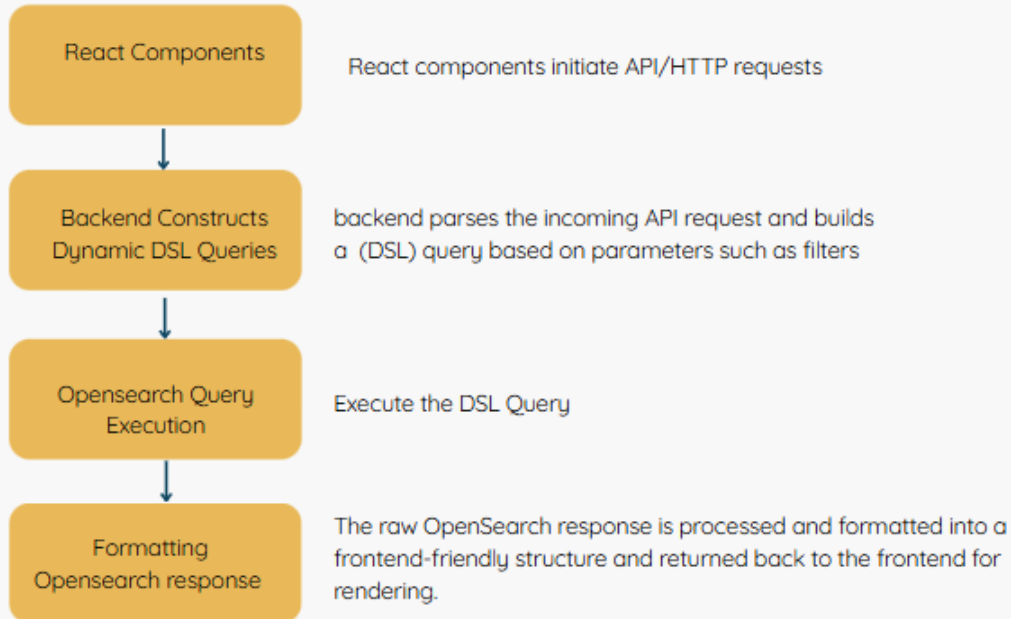 React Components
React components initiate API/HTTP requests
Backend Constructs
Dynamic DSL Queries
backend parses the incoming API request and builds
a (DSL) query based on parameters such as filters
Opensearch Query
Execution
Execute the DSL Query
Formatting
Opensearch response
The raw OpenSearch response is processed and formatted into a
frontend-friendly structure and returned back to the frontend for
rendering.